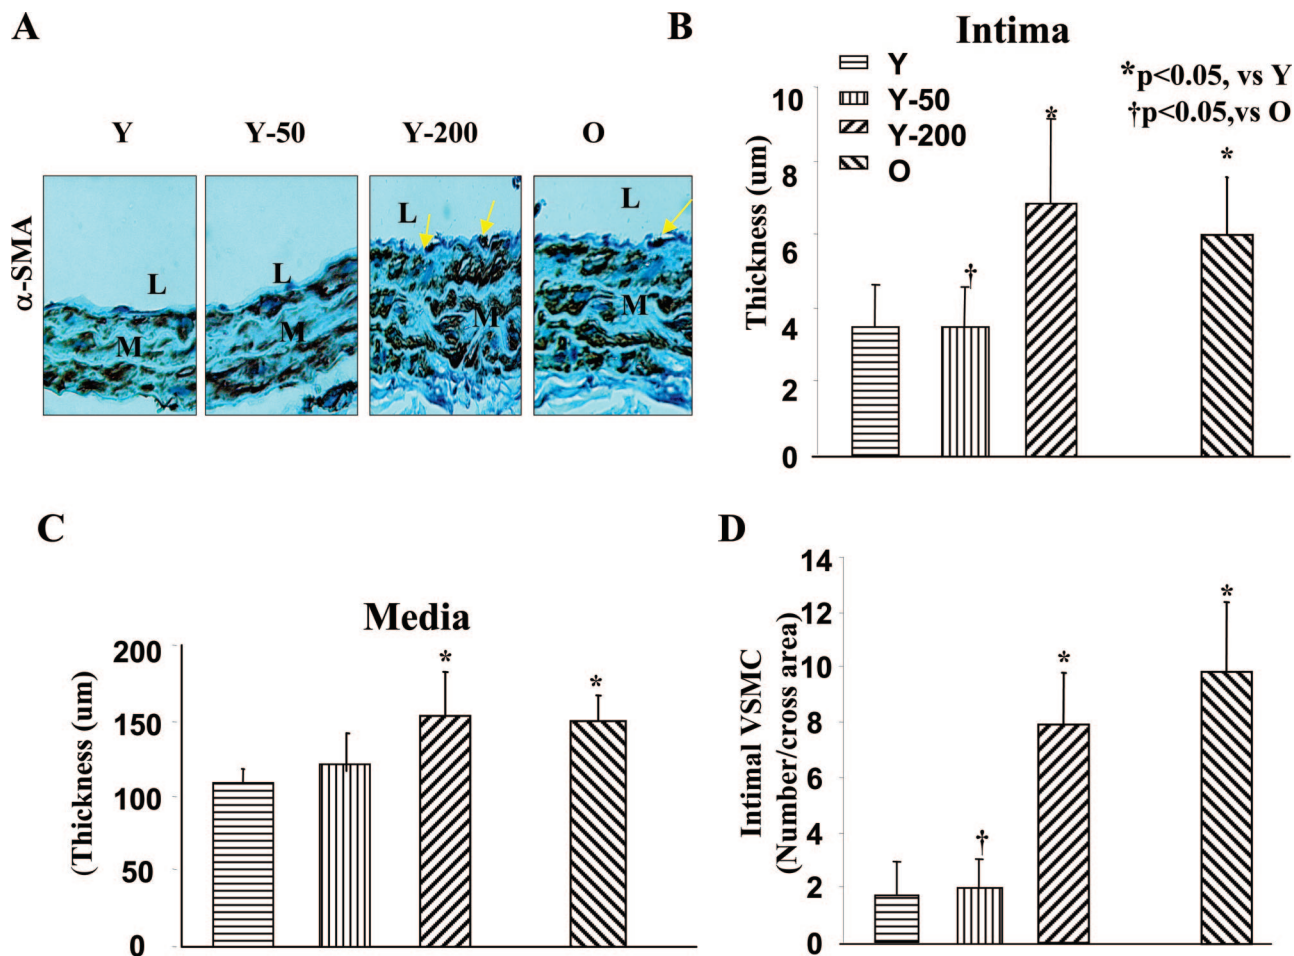 A
Y
Y-50
Y-200
O
α-SMA
L
M
L
M
L
M
L
M
B
Intima
Y
Y-50
Y-200
O
*p<0.05, vs Y
†p<0.05,vs O
Thickness (um)
10
8
6
4
2
0
†
*
*
C
Media
(Thickness (um)
200
150
100
50
0
*
*
D
Intimal VSMC
(Number/cross area)
14
12
10
8
6
4
2
0
†
*
*